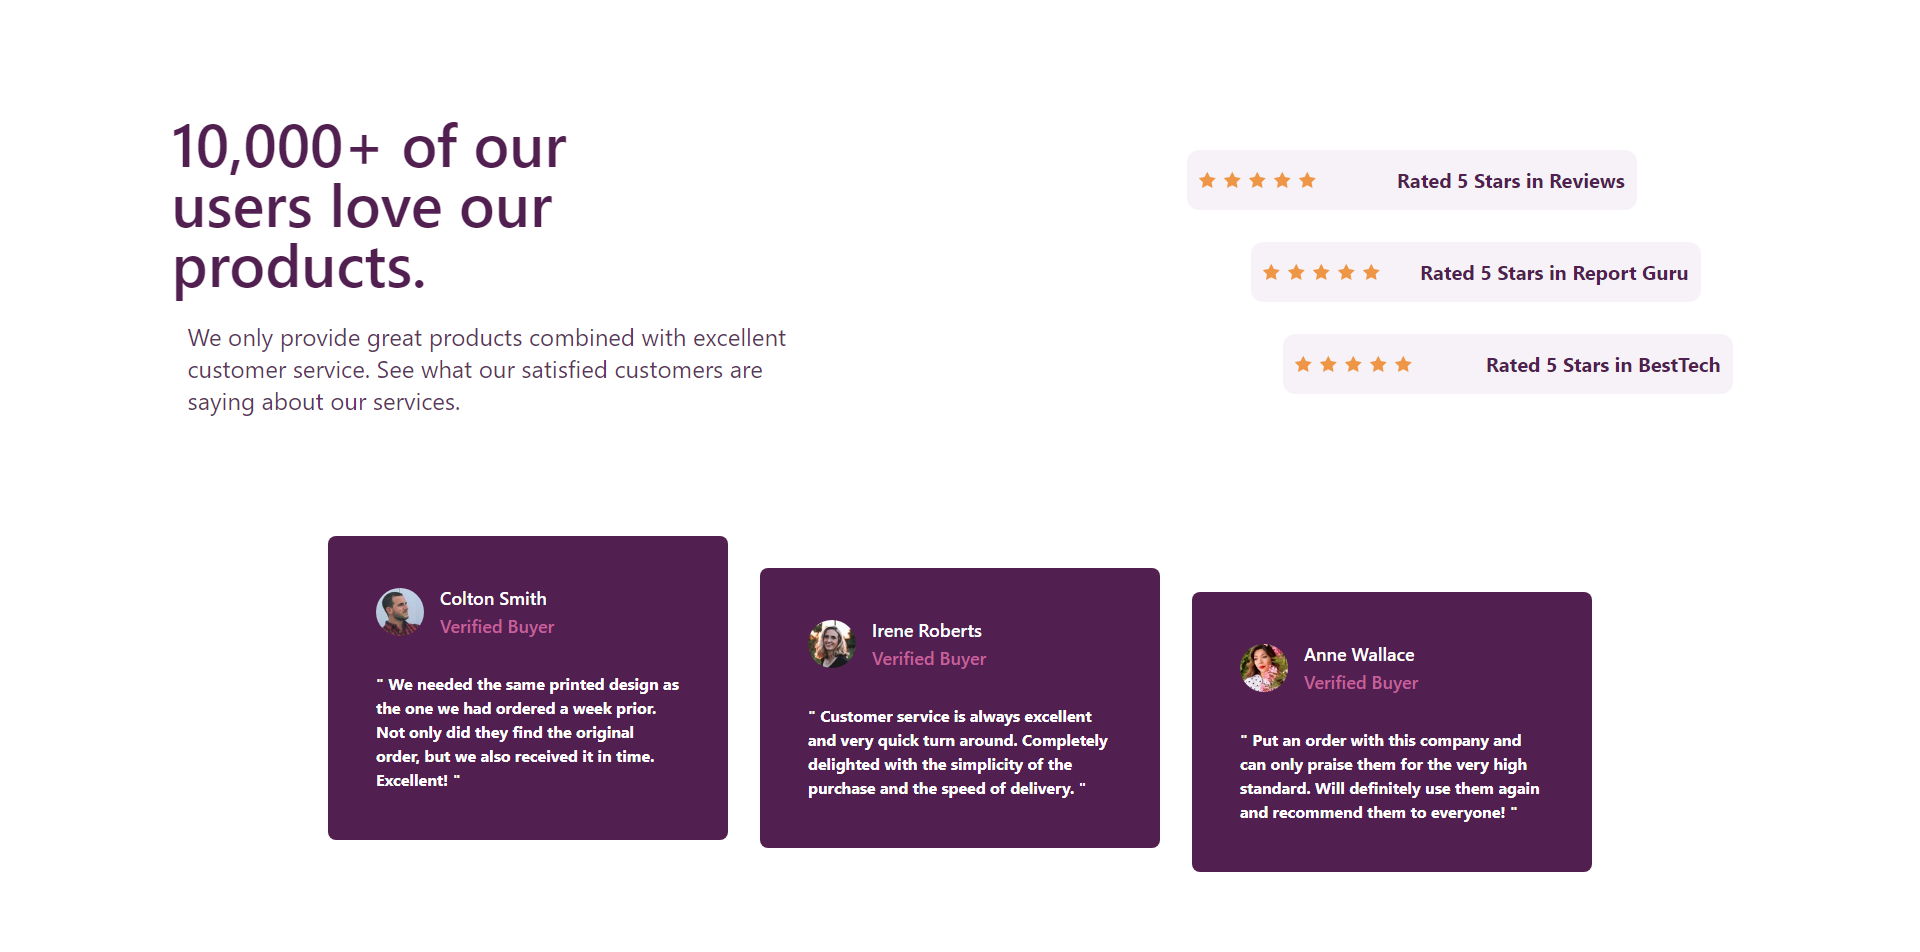 10,000+ of our
users love our
products.
We only provide great products combined with excellent
customer service. See what our satisfied customers are
saying about our services.
Rated 5 Stars in Reviews
Rated 5 Stars in Report Guru
Rated 5 Stars in BestTech
Colton Smith
Verified Buyer
" We needed the same printed design as
the one we had ordered a week prior.
Not only did they find the original
order, but we also received it in time.
Excellent! "
Irene Roberts
Verified Buyer
" Customer service is always excellent
and very quick turn around. Completely
delighted with the simplicity of the
purchase and the speed of delivery. "
Anne Wallace
Verified Buyer
" Put an order with this company and
can only praise them for the very high
standard. Will definitely use them again
and recommend them to everyone! "